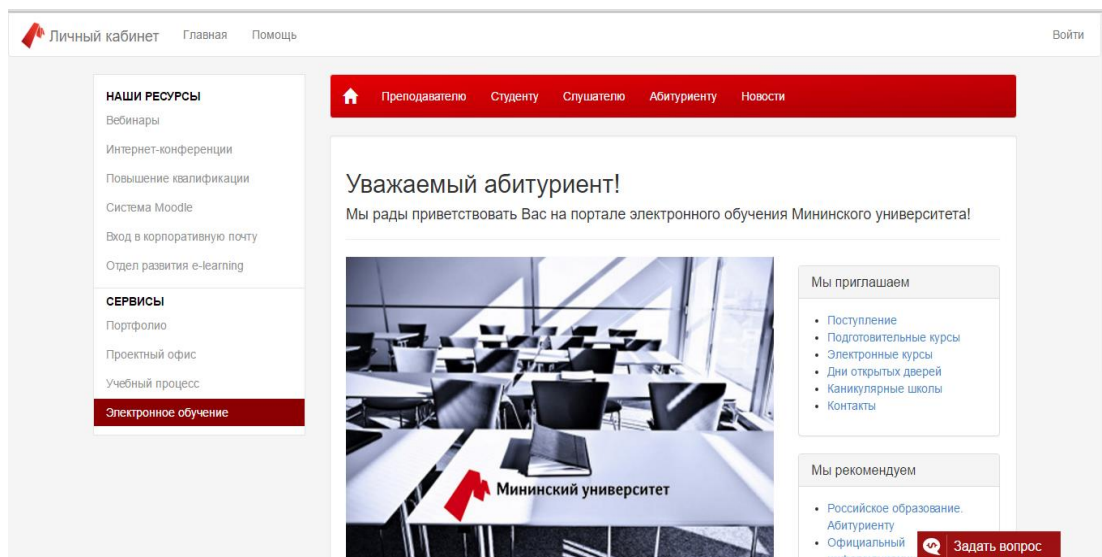 Личный кабинет Главная Помощь Войти
НАШИ РЕСУРСЫ
Вебинары
Интернет-конференции
Повышение квалификации
Система Moodle
Вход в корпоративную почту
Отдел развития e-learning
СЕРВИСЫ
Портфолио
Проектный офис
Учебный процесс
Электронное обучение
Преподавателю Студенту Слушателю Абитуриенту Новости
Уважаемый абитуриент!
Мы рады приветствовать Вас на портале электронного обучения Мининского университета!
Мининский университет
Мы приглашаем
Поступление
Подготовительные курсы
Электронные курсы
Дни открытых дверей
Каникулярные школы
Контакты
Мы рекомендуем
Российское образование.
Абитуриенту
Официальный
Задать вопрос